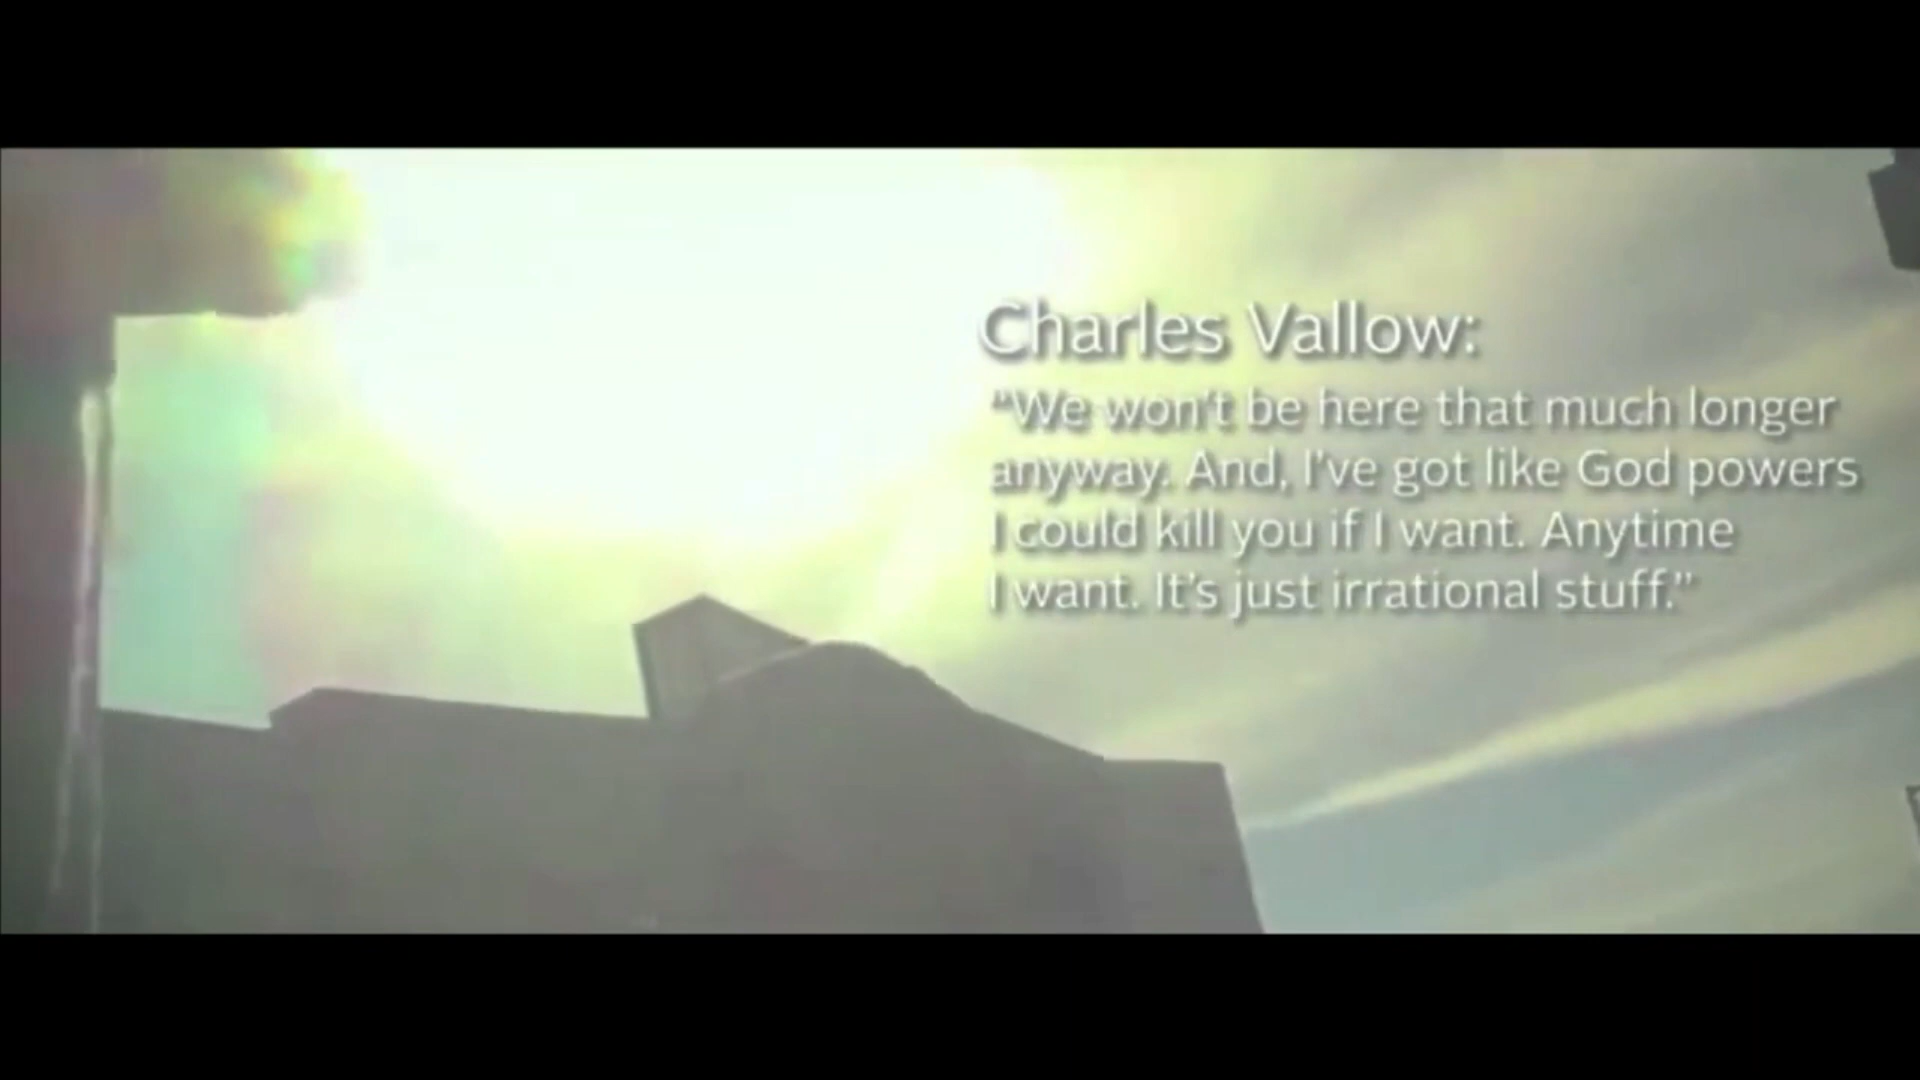 Charles Vallow:
“We won't be here that much longer
anyway. And, I've got like God powers
I could kill you if I want. Anytime
I want. It's just irrational stuff.”